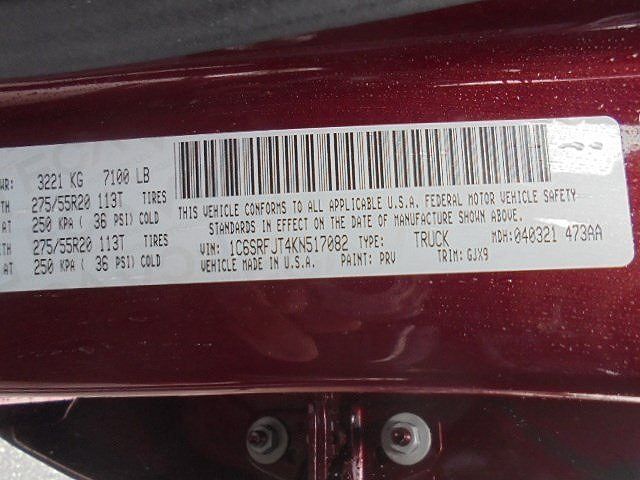 WR: 3221 KG 7100 LB
TH 275/55R20 113T TIRES
AT 250 KPA ( 36 PSI) COLD
TH 275/55R20 113T TIRES
AT 250 KPA ( 36 PSI) COLD
THIS VEHICLE CONFORMS TO ALL APPLICABLE U.S.A. FEDERAL MOTOR VEHICLE SAFETY
STANDARDS IN EFFECT ON THE DATE OF MANUFACTURE SHOWN ABOVE.
VIN: 1C6SRFJT4KN517082 TYPE: TRUCK MDH: 040321 473AA
VEHICLE MADE IN U.S.A. PAINT: PRV TRIM: GJX9